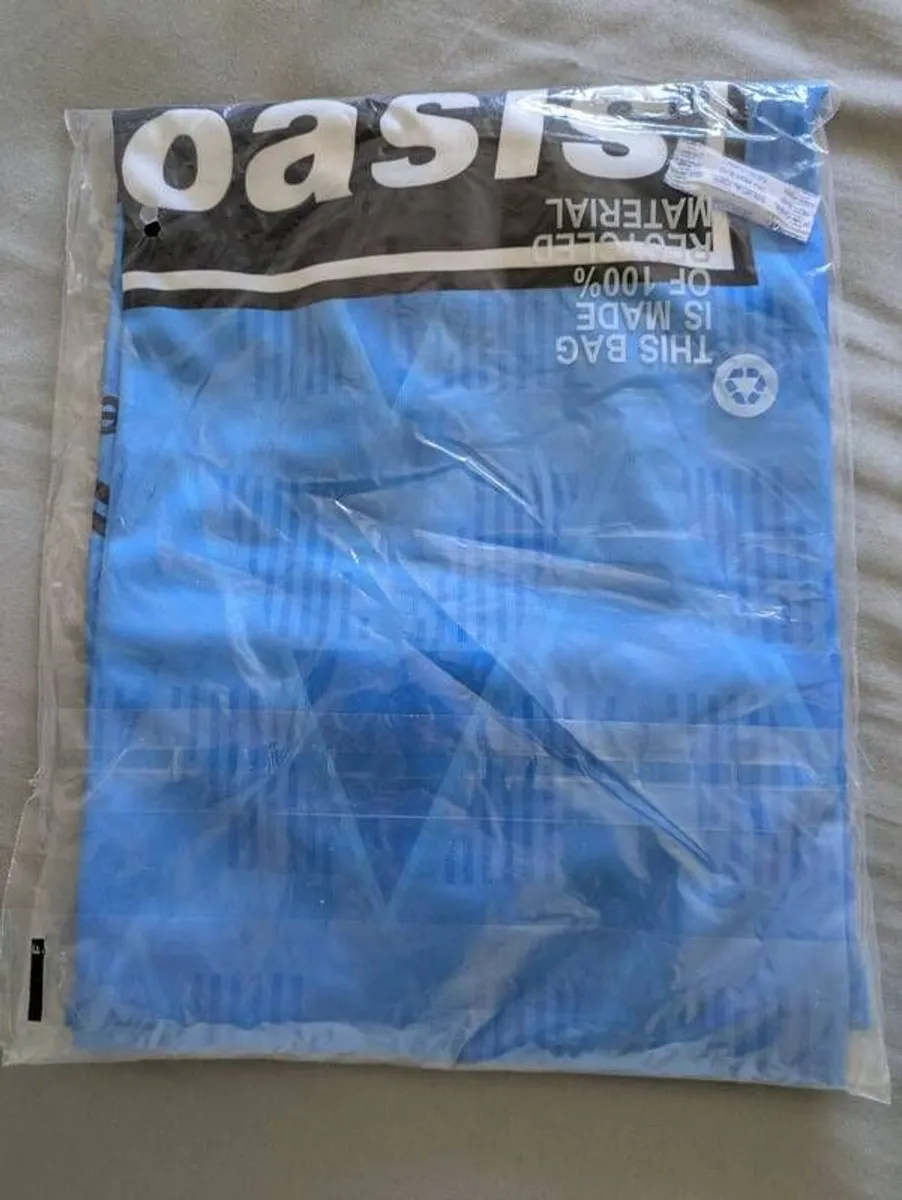 oasis
THIS BAG
IS MADE
OF 100%
RECYCLED
MATERIAL